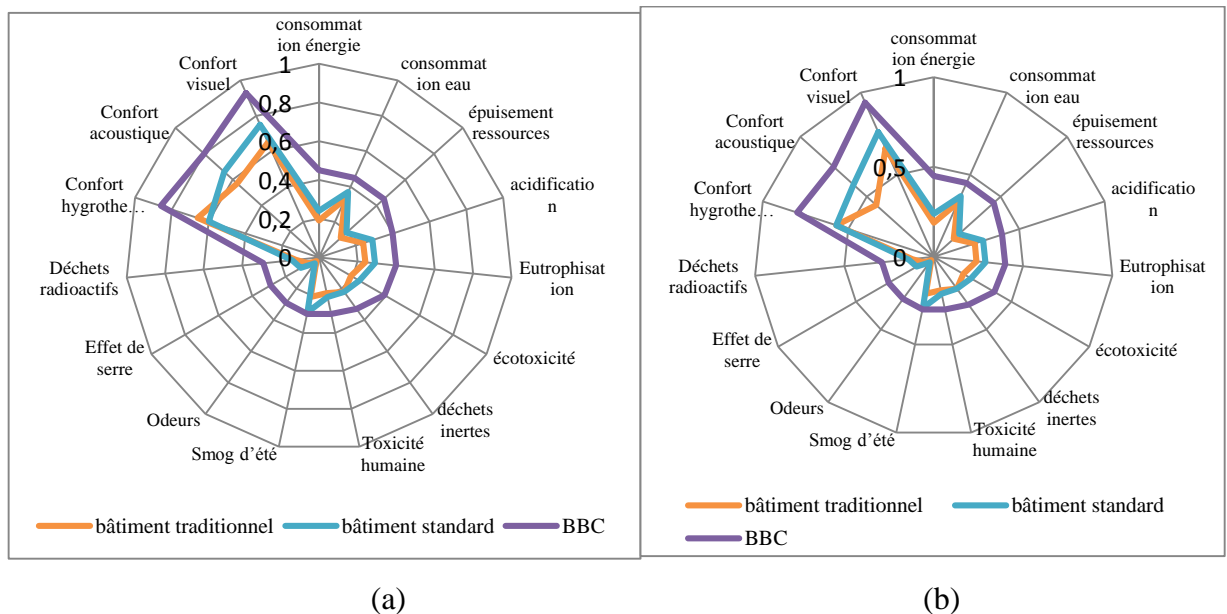 consommat
ion énergie
consommat
ion eau
épuisement
ressources
acidificatio
n
Eutrophisat
ion
écotoxicité
déchets
inertes
Toxicité
humaine
Smog d'été
Odeurs
Effet de
serre
Déchets
radioactifs
Confort
hygrothe…
Confort
acoustique
Confort
visuel
1
0,8
0,6
0,4
0,2
0
bâtiment traditionnel bâtiment standard BBC
(a)
consommat
ion énergie
consommat
ion eau
épuisement
ressources
acidificatio
n
Eutrophisat
ion
écotoxicité
déchets
inertes
Toxicité
humaine
Smog d'été
Odeurs
Effet de
serre
Déchets
radioactifs
Confort
hygrothe…
Confort
acoustique
Confort
visuel
1
0,5
0
bâtiment traditionnel bâtiment standard
BBC
(b)